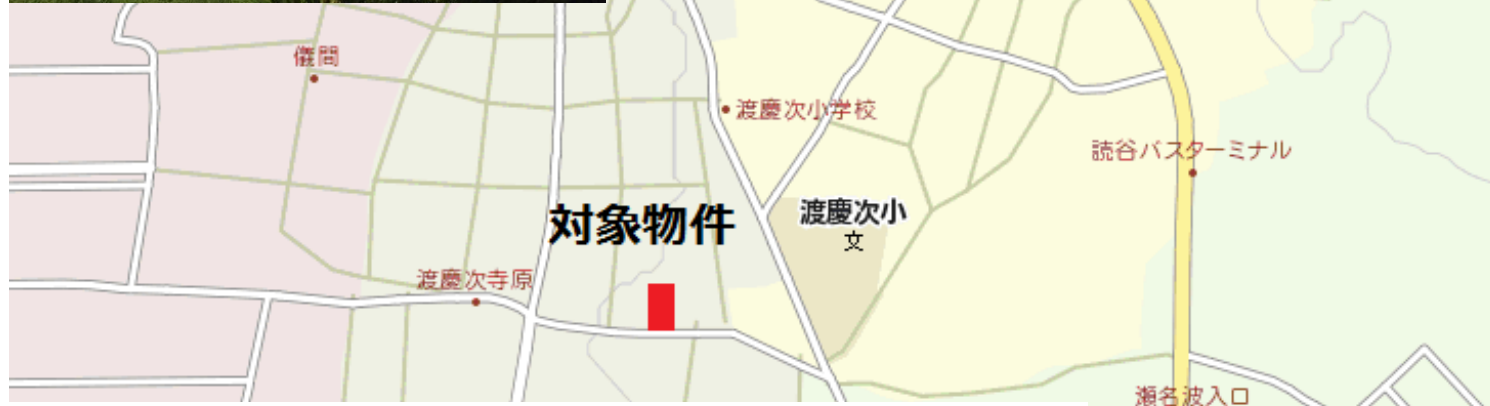 儀間
渡慶次小学校
読谷バスターミナル
対象物件
渡慶次小
文
渡慶次寺原
瀬名波入口